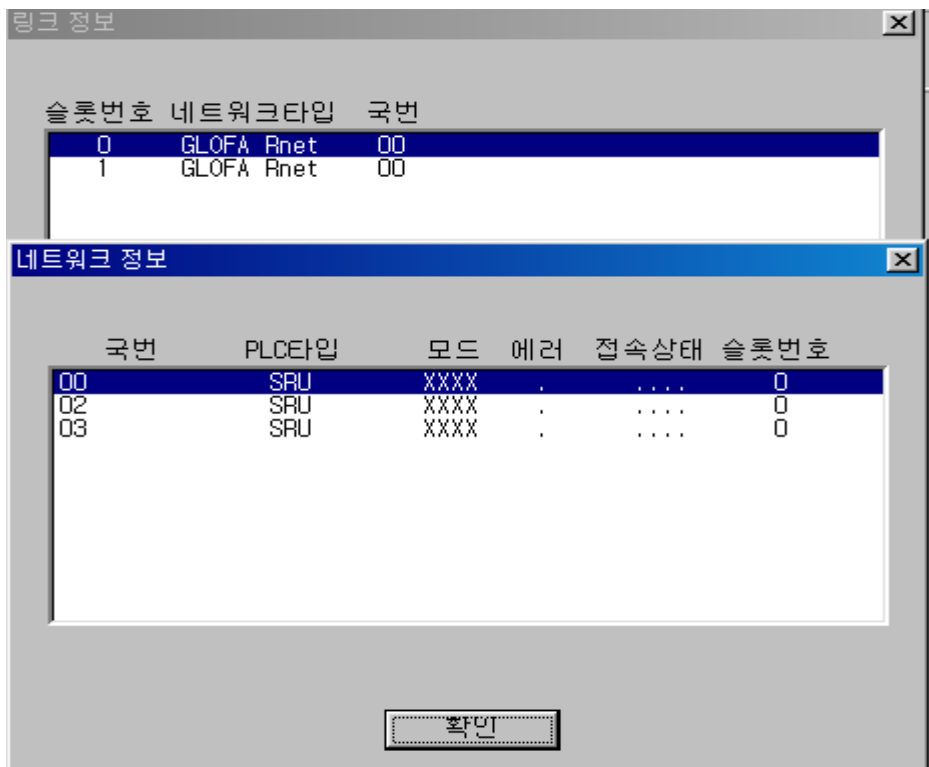 링크 정보
슬롯번호 네트워크타입 국번
0 GLOFA Rnet 00
1 GLOFA Rnet 00
네트워크 정보
국번 PLC타입 모드 에러 접속상태 슬롯번호
00 SRU XXXX . .... 0
02 SRU XXXX . .... 0
03 SRU XXXX . .... 0
확인